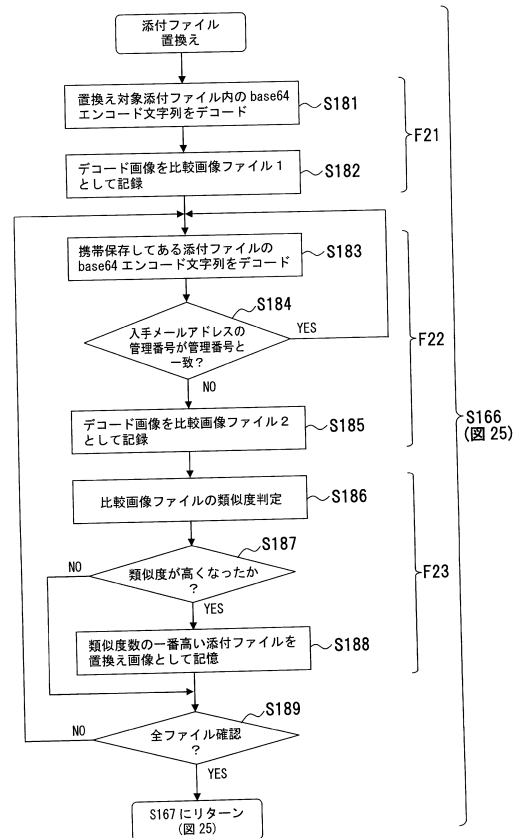 添付ファイル
置換え
置換え対象添付ファイル内の base64
エンコード文字列をデコード
S181
デコード画像を比較画像ファイル1
として記録
S182
F21
携帯保存してある添付ファイルの
base64 エンコード文字列をデコード
S183
S184
入手メールアドレスの
管理番号が管理番号と
一致?
YES
NO
F22
デコード画像を比較画像ファイル2
として記録
S185
S166
(図 25)
比較画像ファイルの類似度判定
S186
S187
NO
類似度が高くなったか
?
YES
F23
類似度数の一番高い添付ファイルを
置換え画像として記憶
S188
S189
NO
全ファイル確認
?
YES
S167 にリターン
(図 25)